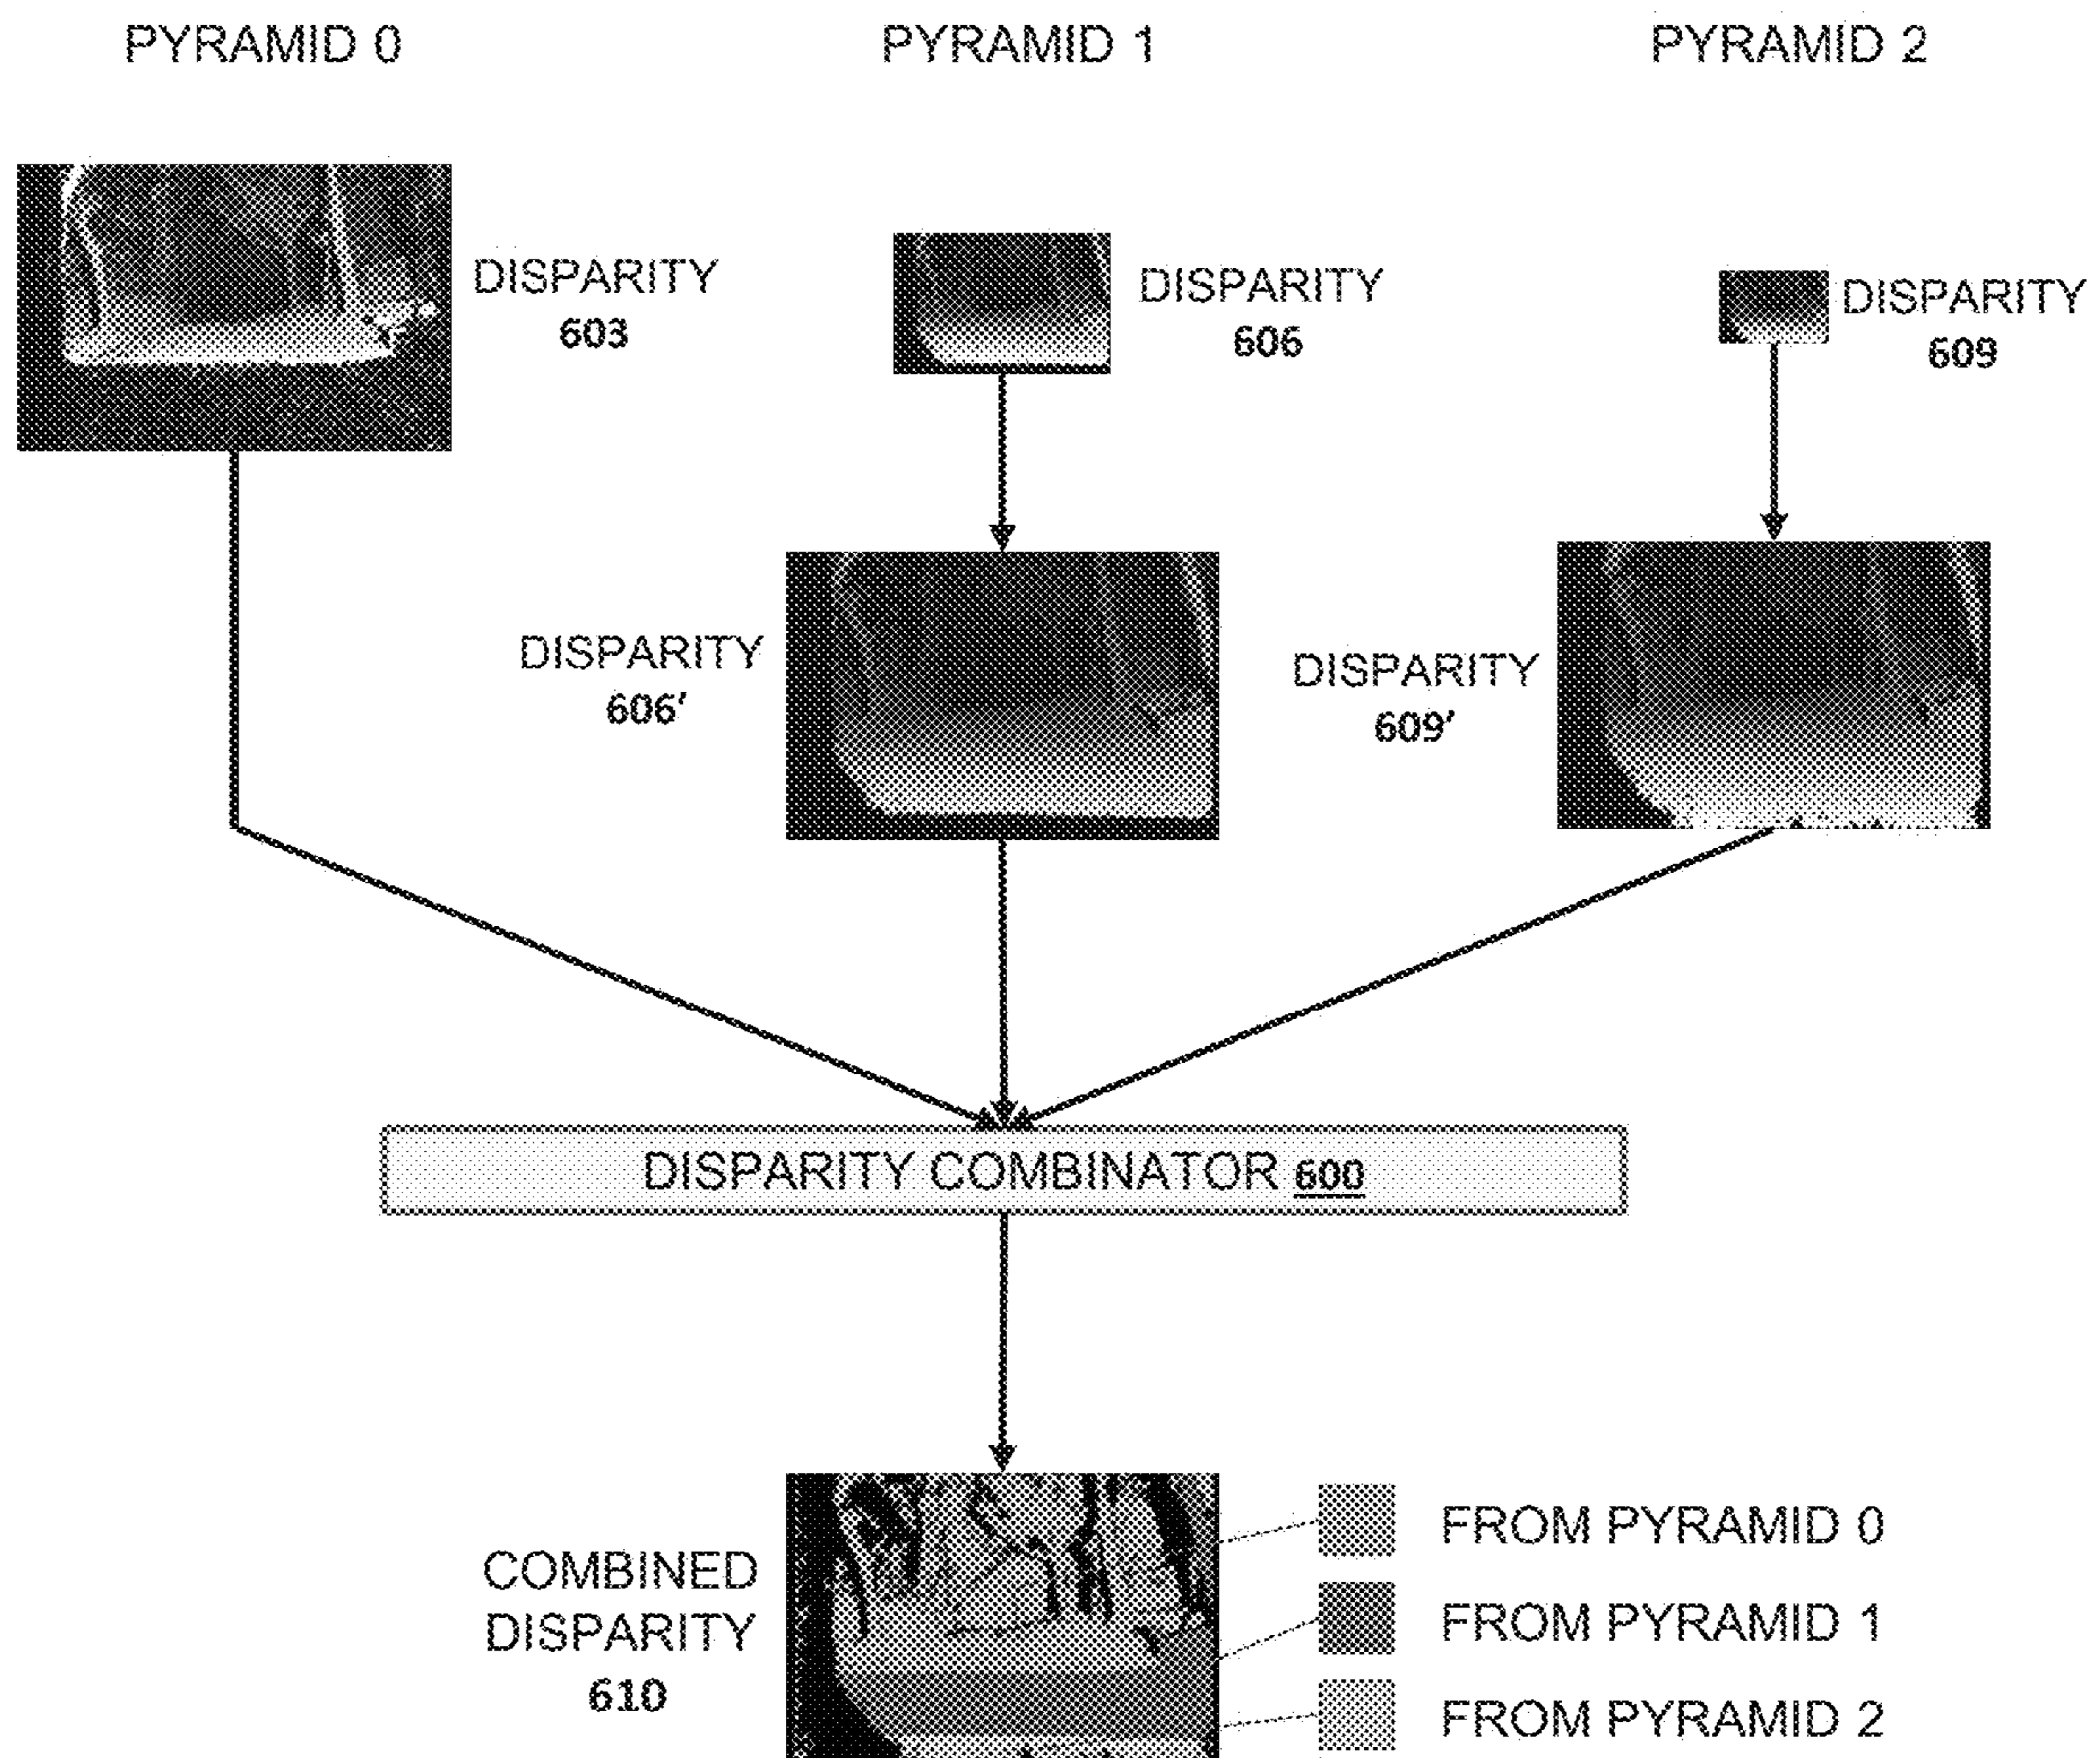 PYRAMID 0
PYRAMID 1
PYRAMID 2
DISPARITY
603
DISPARITY
606
DISPARITY
609
DISPARITY
606'
DISPARITY
609'
DISPARITY COMBINATOR 600
COMBINED
DISPARITY
610
FROM PYRAMID 0
FROM PYRAMID 1
FROM PYRAMID 2